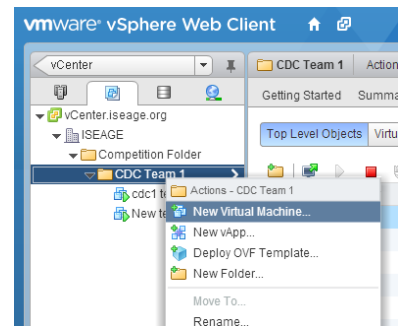 vmware® vSphere Web Client
vCenter
CDC Team 1
Action
Getting Started Summa
Top Level Objects Virtu
vCenter.iseage.org
ISEAGE
Competition Folder
CDC Team 1
cdc1 te
New te
Actions - CDC Team 1
New Virtual Machine...
New vApp...
Deploy OVF Template...
New Folder...
Move To...
Rename...